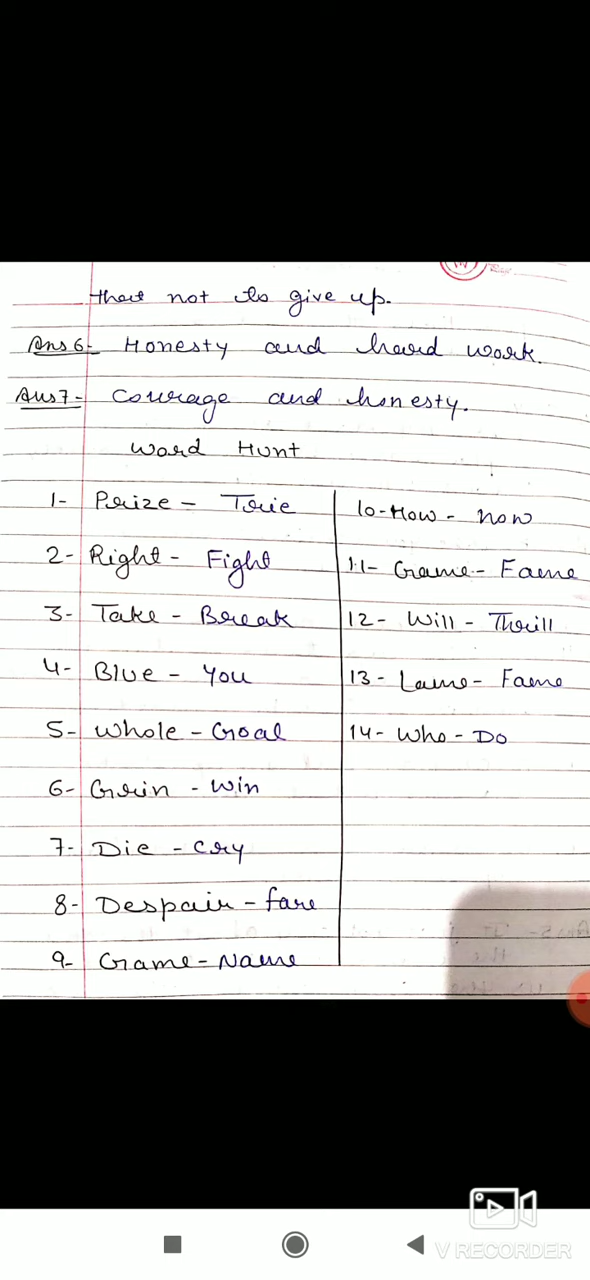 that not to give up.
Ans 6- Honesty and hard work.
Ans 7- Courage and honesty.
Word Hunt
1- Prize - Trie
2- Right - Fight
3- Take - Break
4- Blue - You
5- Whole - Goal
6- Grin - Win
7- Die - Cry
8- Despair - fare
9- Game - Name
10- How - now
11- Game - Fame
12- Will - Thrill
13- Lame - Fame
14- Who - Do
V RECORDER